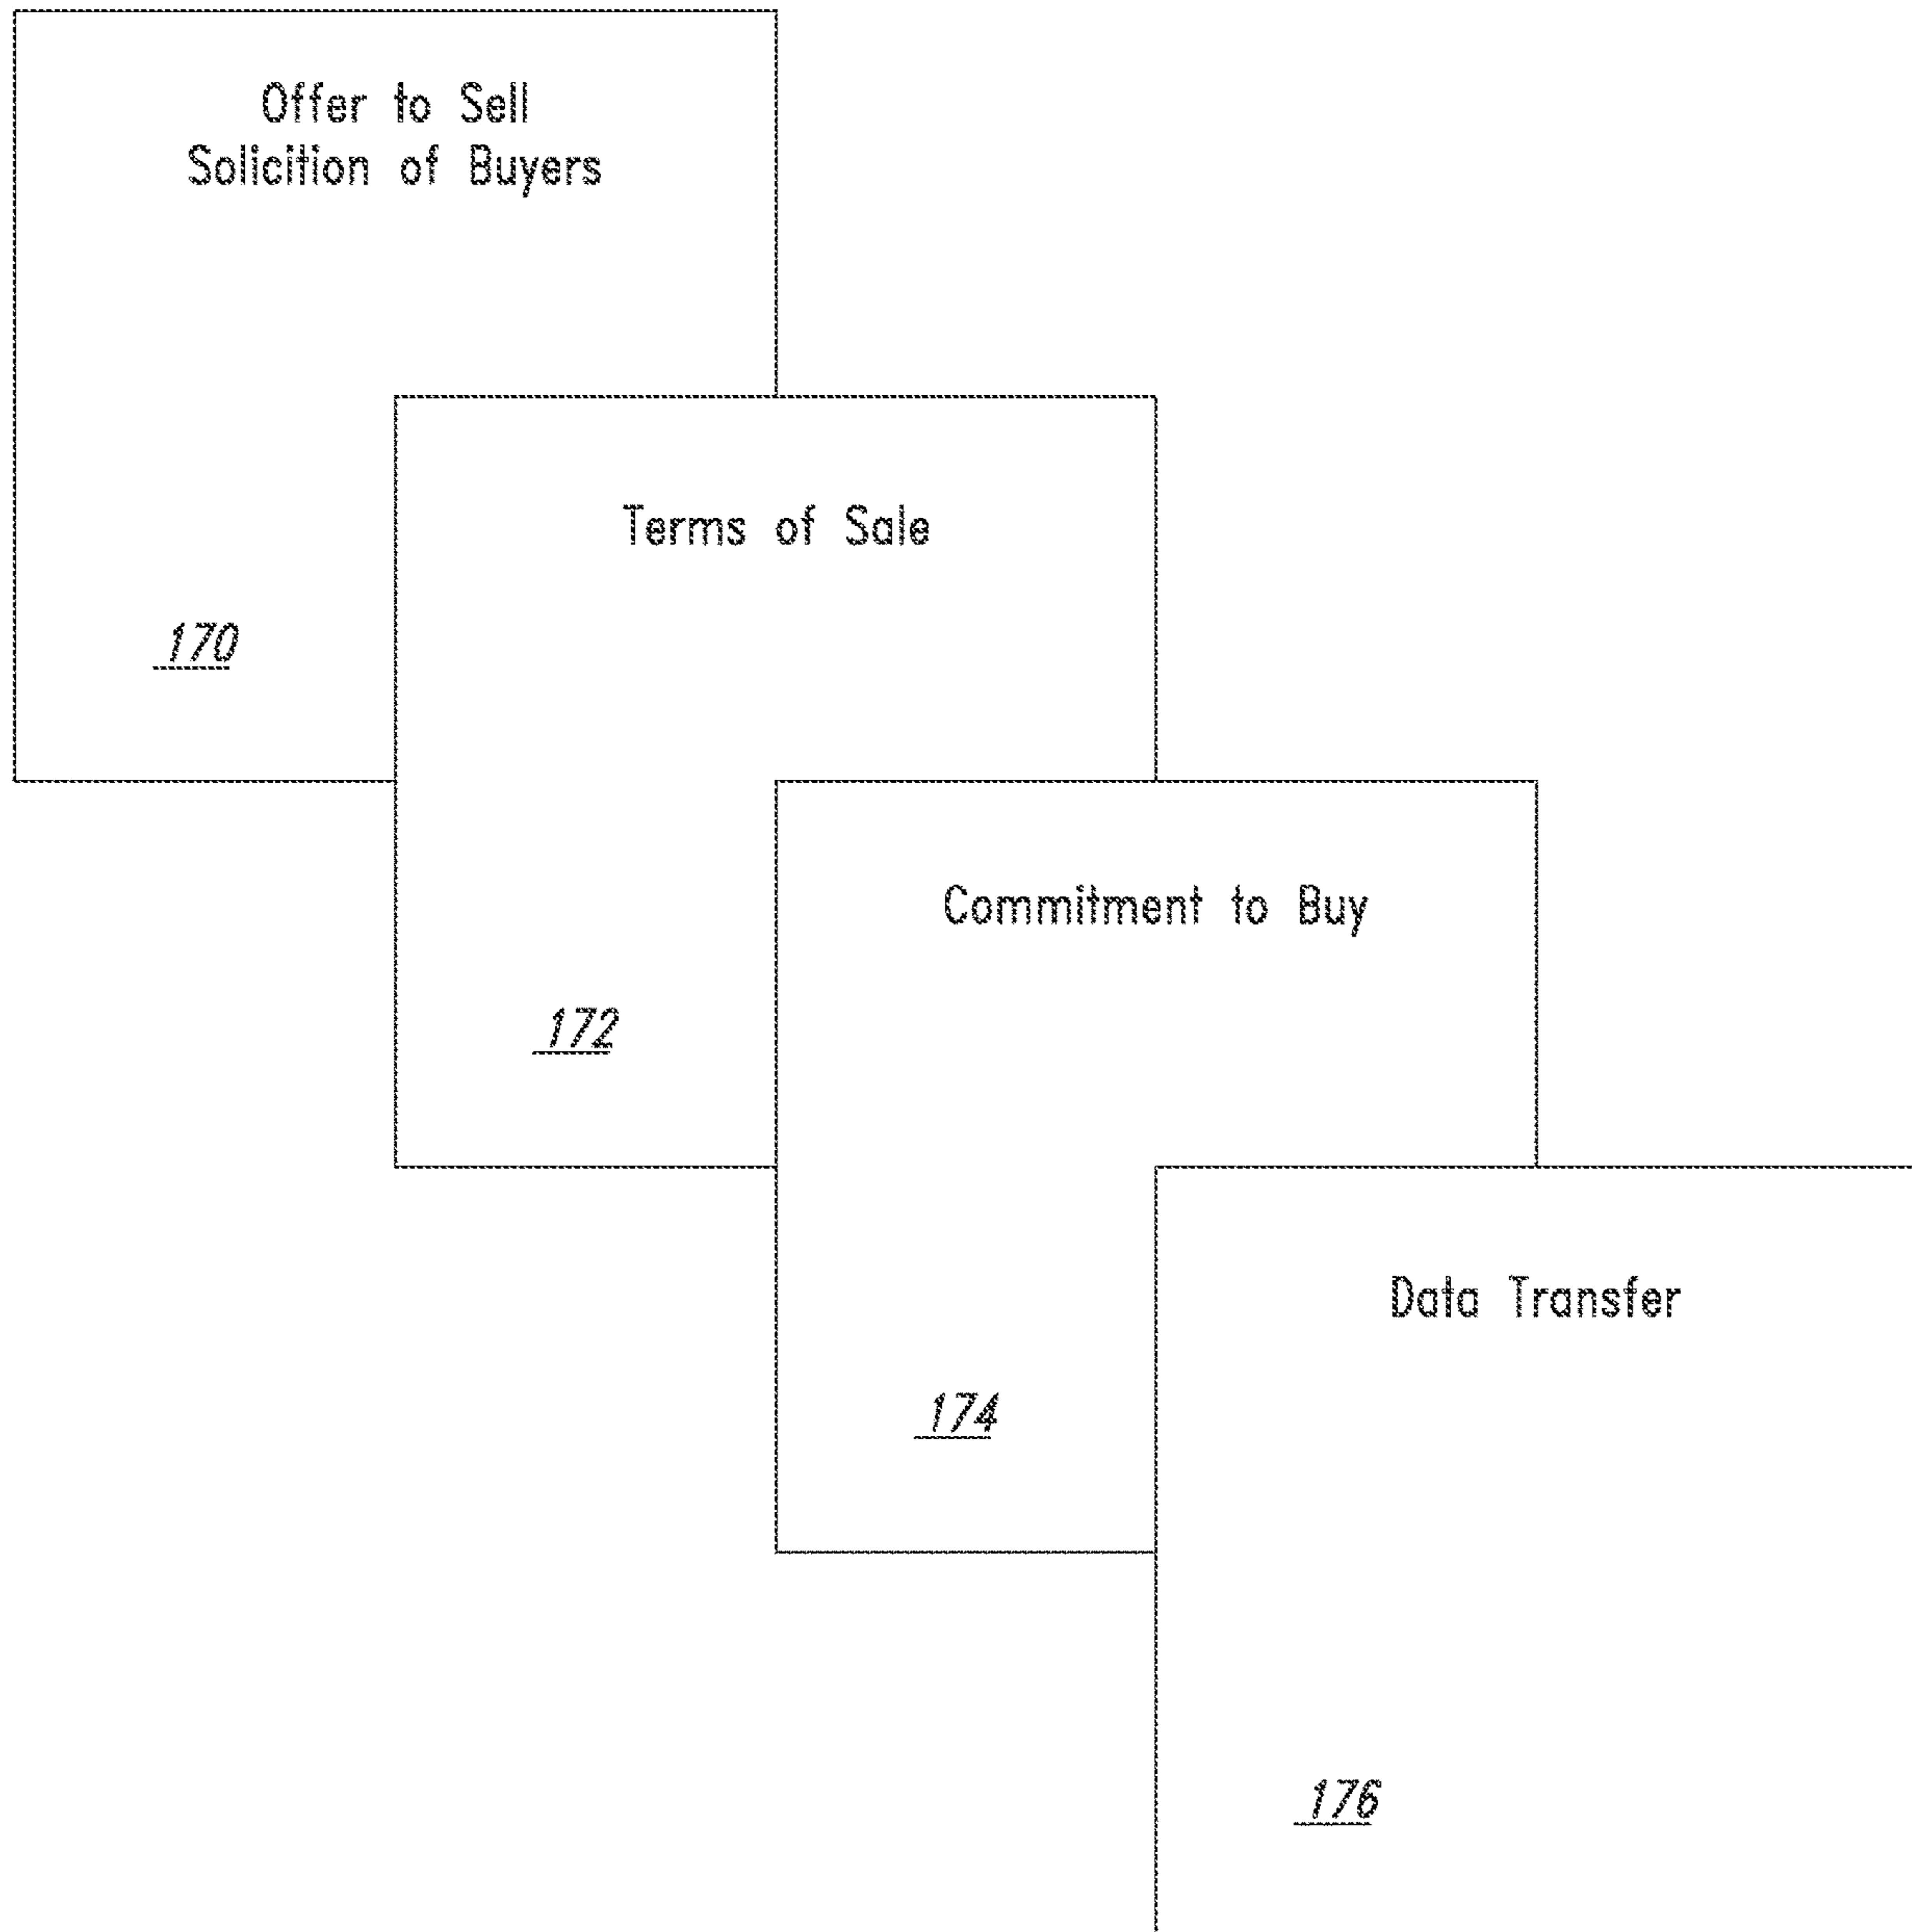 Offer to Sell
Solicition of Buyers
170
Terms of Sale
172
Commitment to Buy
174
Data Transfer
176